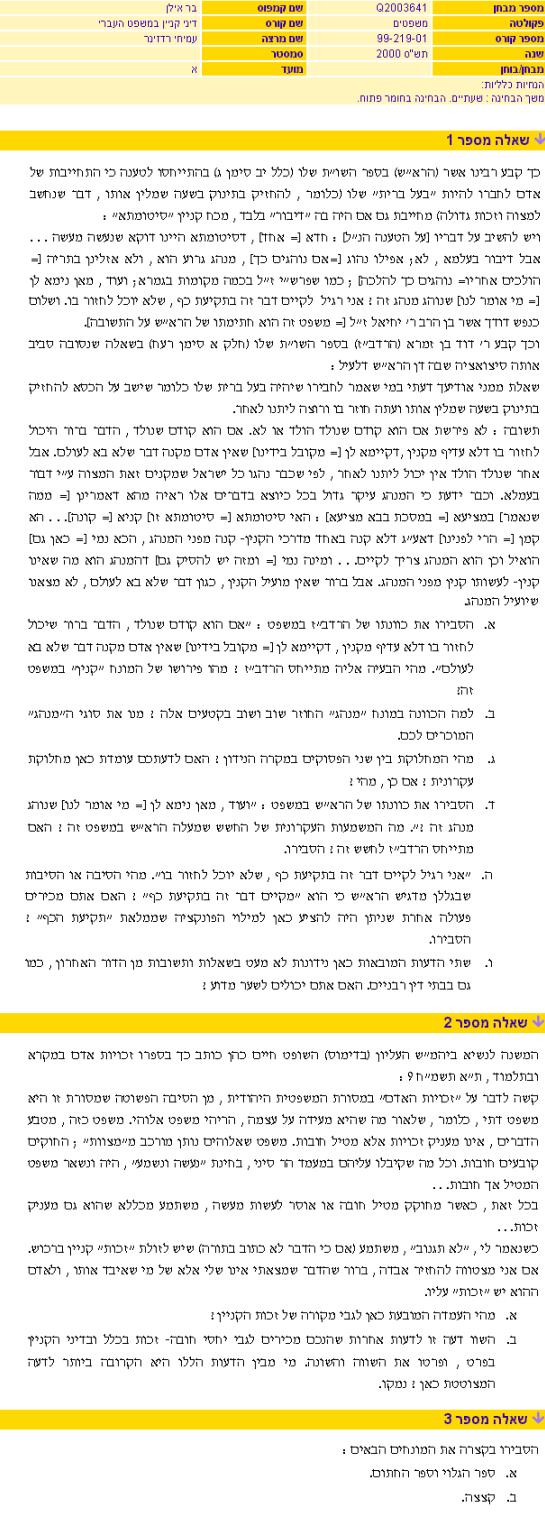 מספר מבחן Q2003641 שם קמפוס בר אילן
פקולטה משפטים שם קורס דיני קניין במשפט העברי
מספר קורס 99-219-01 שם מרצה עמיחי רדזינר
שנה תש"ס 2000 סמסטר
מבחן/בוחן מועד א
הנחיות כלליות:
משך הבחינה : שעתיים. הבחינה בחומר פתוח.
שאלה מספר 1
כך קבע רבינו אשר (הרא״ש) בספר השו״ת שלו (כלל יב סימן ג) בהתייחסו לטענה כי התחייבות של
אדם לחברו להיות ״בעל ברית״ שלו (כלומר , להחזיק בתינוק בשעה שמלין אותו , דבר שנחשב
למצוה וזכות גדולה) מחייבת גם אם היה בה ״דיבור״ בלבד , מכח קניין ״סיטומתא״ :
ויש להשיב על דבריו [על הטענה הנ״ל] : חדא [= אחד] , דסיטומתא היינו דוקא שנעשה מעשה ...
אבל דיבור בעלמא , לא; אפילו נהוג [=אם נוהגים כך] , מנהג גרוע הוא , ולא אזלינן בתריה [=
הולכים אחריו= נוהגים כך להלכה] ; כמו שפרש״י ז״ל בכמה מקומות בגמרא; ועוד , מאן נימא לן
[= מי אומר לנו] שנוהג מנהג זה ? אני רגיל לקיים דבר זה בתקיעת כף , שלא יוכל לחזור בו. ושלום
כנפש דודך אשר בן הרב ר׳ יחיאל ז״ל [= משפט זה הוא חתימתו של הרא״ש על התשובה].
וכך קבע ר׳ דוד בן זמרא (הרדב״ז) בספר השו״ת שלו (חלק א סימן רעח) בשאלה שנסובה סביב
אותה סיטואציה שבה דן הרא״ש דלעיל :
שאלת ממני אודיעך דעתי במי שאמר לחבירו שיהיה בעל ברית שלו כלומר שישב על הכסא להחזיק
בתינוק בשעה שמלין אותו ועתה חוזר בו ורוצה ליתנו לאחר.
תשובה : לא פירשת אם הוא קודם שנולד הולד או לא. אם הוא קודם שנולד , הדבר ברור היכול
לחזור בו דלא עדיף מקנין ,דקיימא לן [= מקובל בידינו] שאין אדם מקנה דבר שלא בא לעולם. אבל
אחר שנולד הולד אין יכול ליתנו לאחר , לפי שכבר נהגו כל ישראל שמקנים זאת המצוה ע״י דבור
בעמלא. וכבר ידעת כי המנהג עיקר גדול בכל כיוצא בדברים אלו ראיה מהא דאמרינן [= ממה
שנאמר] במציעא [= במסכת בבא מציעא] : האי סיטומתא [= סיטומתא זו] קניא [= קונה]. . . הא
קמן [= הרי לפנינו] דאע״ג דלא קנה באחד מדרכי הקנין- קנה מפני המנהג , הכא נמי [= כאן גם]
הואיל וכן הוא המנהג צריך לקיים. . . ומינה נמי [= ומזה יש להסיק גם] דהמנהג הוא מה שאינו
קנין- לעשותו קנין מפני המנהג. אבל ברור שאין מועיל הקנין , כגון דבר שלא בא לעולם , לא מצאנו
שיועיל המנהג.
א. הסבירו את כוונתו של הרדב״ז במשפט : ״אם הוא קודם שנולד , הדבר ברור שיכול
לחזור בו דלא עדיף מקנין , דקיימא לן [= מקובל בידינו] שאין אדם מקנה דבר שלא בא
לעולם״. מהי הבעיה אליה מתייחס הרדב״ז ? מהו פירושו של המונח ״קנין״ במשפט
זה?
ב. למה הכוונה במונח ״מנהג״ החוזר שוב ושוב בקטעים אלה ? מנו את סוגי ה״מנהג״
המוכרים לכם.
ג. מהי המחלוקת בין שני הפסוקים במקרה הנידון ? האם לדעתכם עומדת כאן מחלוקת
עקרונית ? אם כן , מהי ?
ד. הסבירו את כוונתו של הרא״ש במשפט : ״ועוד , מאן נימא לן [= מי אומר לנו] שנוהג
מנהג זה ?״. מה המשמעות העקרונית של החשש שמעלה הרא״ש במשפט זה ? האם
מתייחס הרדב״ז לחשש זה ? הסבירו.
ה. ״אני רגיל לקיים דבר זה בתקיעת כף , שלא יוכל לחזור בו״. מהי הסיבה או הסיבות
שבגללן מדגיש הרא״ש כי הוא ״מקיים דבר זה בתקיעת כף״ ? האם אתם מכירים
פעולה אחרת שניתן היה להציע כאן למילוי הפונקציה שממלאת ״תקיעת הכף״ ?
הסבירו.
ו. שתי הדעות המובאות כאן נידונות לא מעט בשאלות ותשובות מן הדור האחרון , כמו
גם בבתי דין רבניים. האם אתם יכולים לשער מדוע ?
שאלה מספר 2
המשנה לנשיא ביהמ״ש העליון (בדימוס) השופט חיים כהן כותב כך בספרו זכויות אדם במקרא
ובתלמוד , ת״א תשמ״ח 9 :
קשה לדבר על ״זכויות האדם״ במסורת המשפטית היהודית , מן הסיבה הפשוטה שמסורת זו היא
משפט דתי , כלומר , שלאור מה שהיא מעידה על עצמה , הריהי משפט אלוהי. משפט כזה , מטבע
הדברים , אינו מעניק זכויות אלא מטיל חובות. משפט שאלוהים נותן מורכב מ״מצוות״ ; החוקים
קובעים חובות. וכל מה שקיבלו עליהם במעמד הר סיני , בחינת ״נעשה ונשמע״ , היה ונשאר משפט
המטיל אך חובות. . .
בכל זאת , כאשר מחוקק מטיל חובה או אוסר לעשות מעשה , משתמע מכללא שהוא גם מעניק
זכות. . .
כשנאמר לי , ״לא תגנוב״ , משתמע (אם כי הדבר לא כתוב בתורה) שיש לזולת ״זכות״ קניין ברכוש.
אם אני מצטווה להחזיר אבדה , ברור שהדבר שמצאתי אינו שלי אלא של מי שאיבד אותו , ולאדם
ההוא יש ״זכות״ עליו.
א. מהי העמדה המובעת כאן לגבי מקורה של זכות הקניין?
ב. השוו דעה זו לדעות אחרות שהנכם מכירים לגבי יחסי חובה- זכות בכלל ובדיני הקניין
בפרט , ופרטו את השווה והשונה. מי מבין הדעות הללו היא הקרובה ביותר לדעה
המצוטטת כאן ? נמקו.
שאלה מספר 3
הסבירו בקצרה את המונחים הבאים :
א. ספר הגלוי וספר החתום.
ב. קצצה.